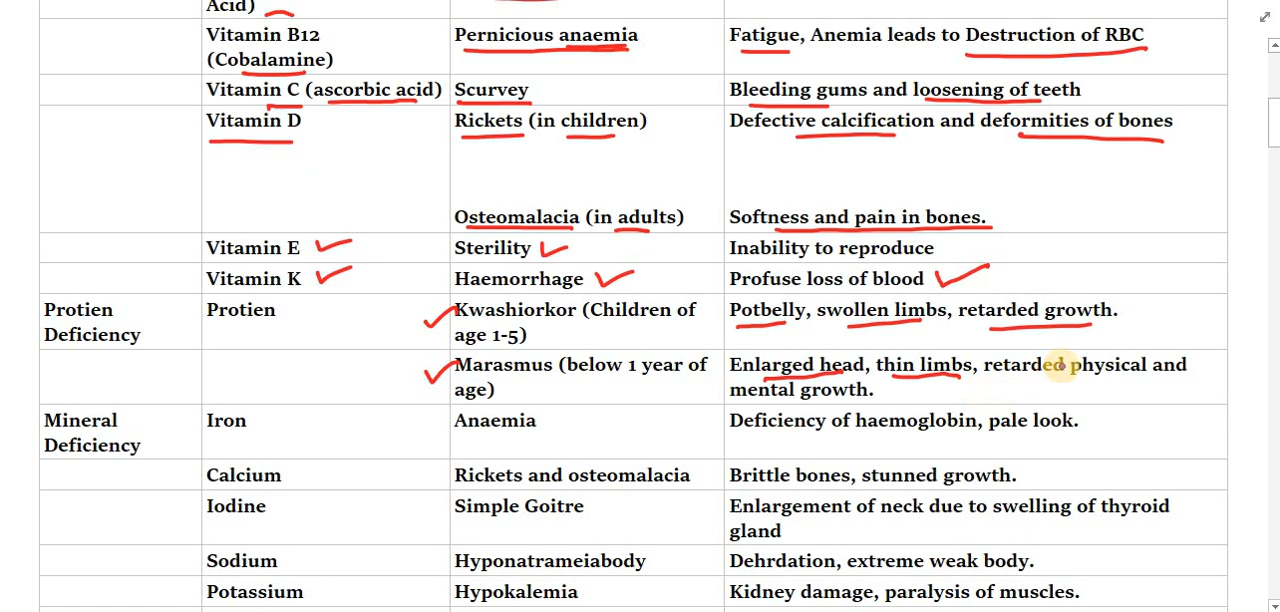 Acid)
Vitamin B12 Pernicious anaemia Fatigue, Anemia leads to Destruction of RBC
(Cobalamine)
Vitamin C (ascorbic acid) Scurvey Bleeding gums and loosening of teeth
Vitamin D Rickets (in children) Defective calcification and deformities of bones
Osteomalacia (in adults) Softness and pain in bones.
Vitamin E Sterility Inability to reproduce
Vitamin K Haemorrhage Profuse loss of blood
Protien Protien Kwashiorkor (Children of Potbelly, swollen limbs, retarded growth.
Deficiency age 1-5)
Marasmus (below 1 year of Enlarged head, thin limbs, retarded physical and
age) mental growth.
Mineral Iron Anaemia Deficiency of haemoglobin, pale look.
Deficiency
Calcium Rickets and osteomalacia Brittle bones, stunned growth.
Iodine Simple Goitre Enlargement of neck due to swelling of thyroid
gland
Sodium Hyponatrameiabody Dehrdation, extreme weak body.
Potassium Hypokalemia Kidney damage, paralysis of muscles.